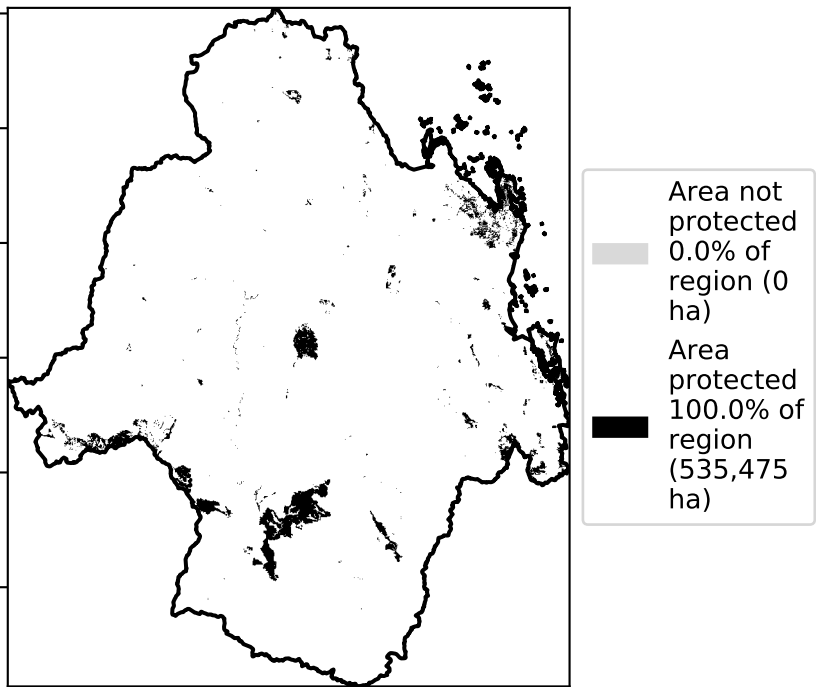 Area not
protected
0.0% of
region (0
ha)
Area
protected
100.0% of
region
(535,475
ha)